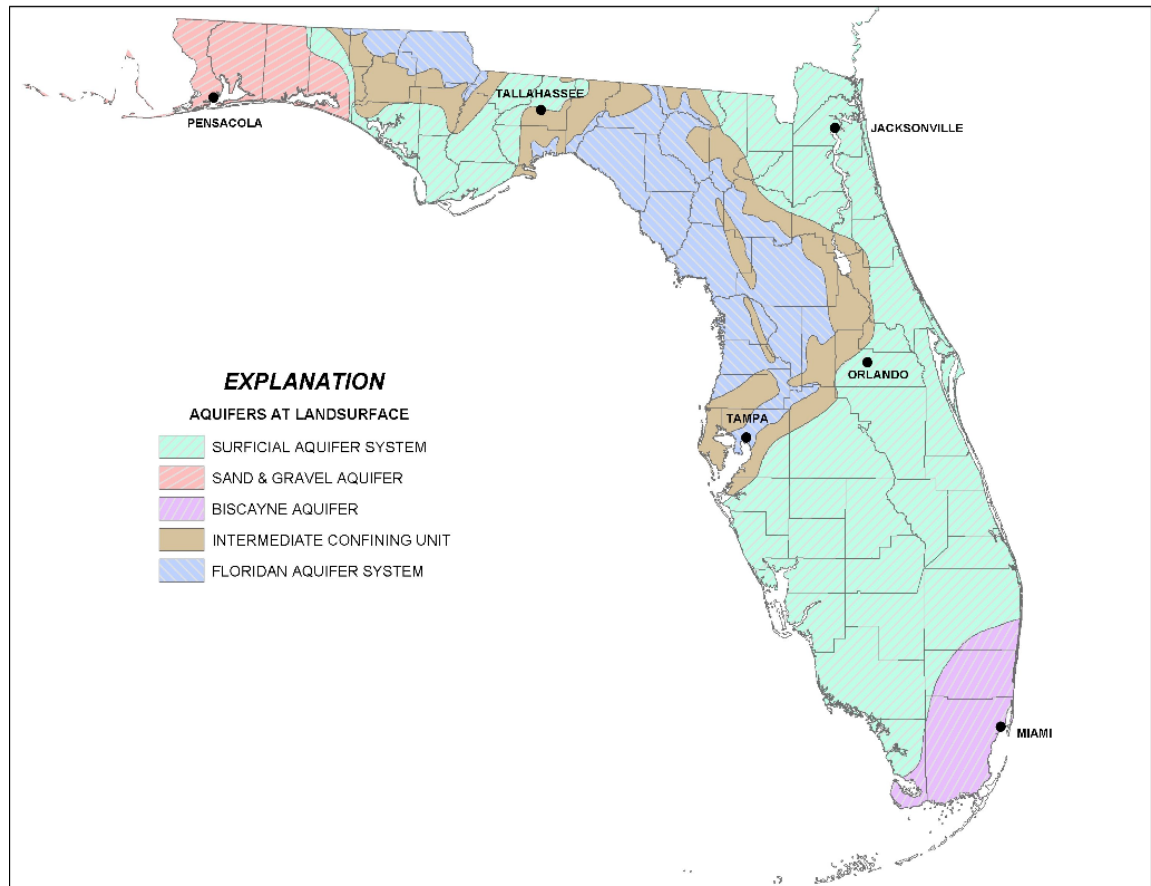 TALLAHASSEE
PENSACOLA
JACKSONVILLE
ORLANDO
TAMPA
MIAMI
EXPLANATION
AQUIFERS AT LANDSURFACE
SURFICIAL AQUIFER SYSTEM
SAND & GRAVEL AQUIFER
BISCAYNE AQUIFER
INTERMEDIATE CONFINING UNIT
FLORIDAN AQUIFER SYSTEM